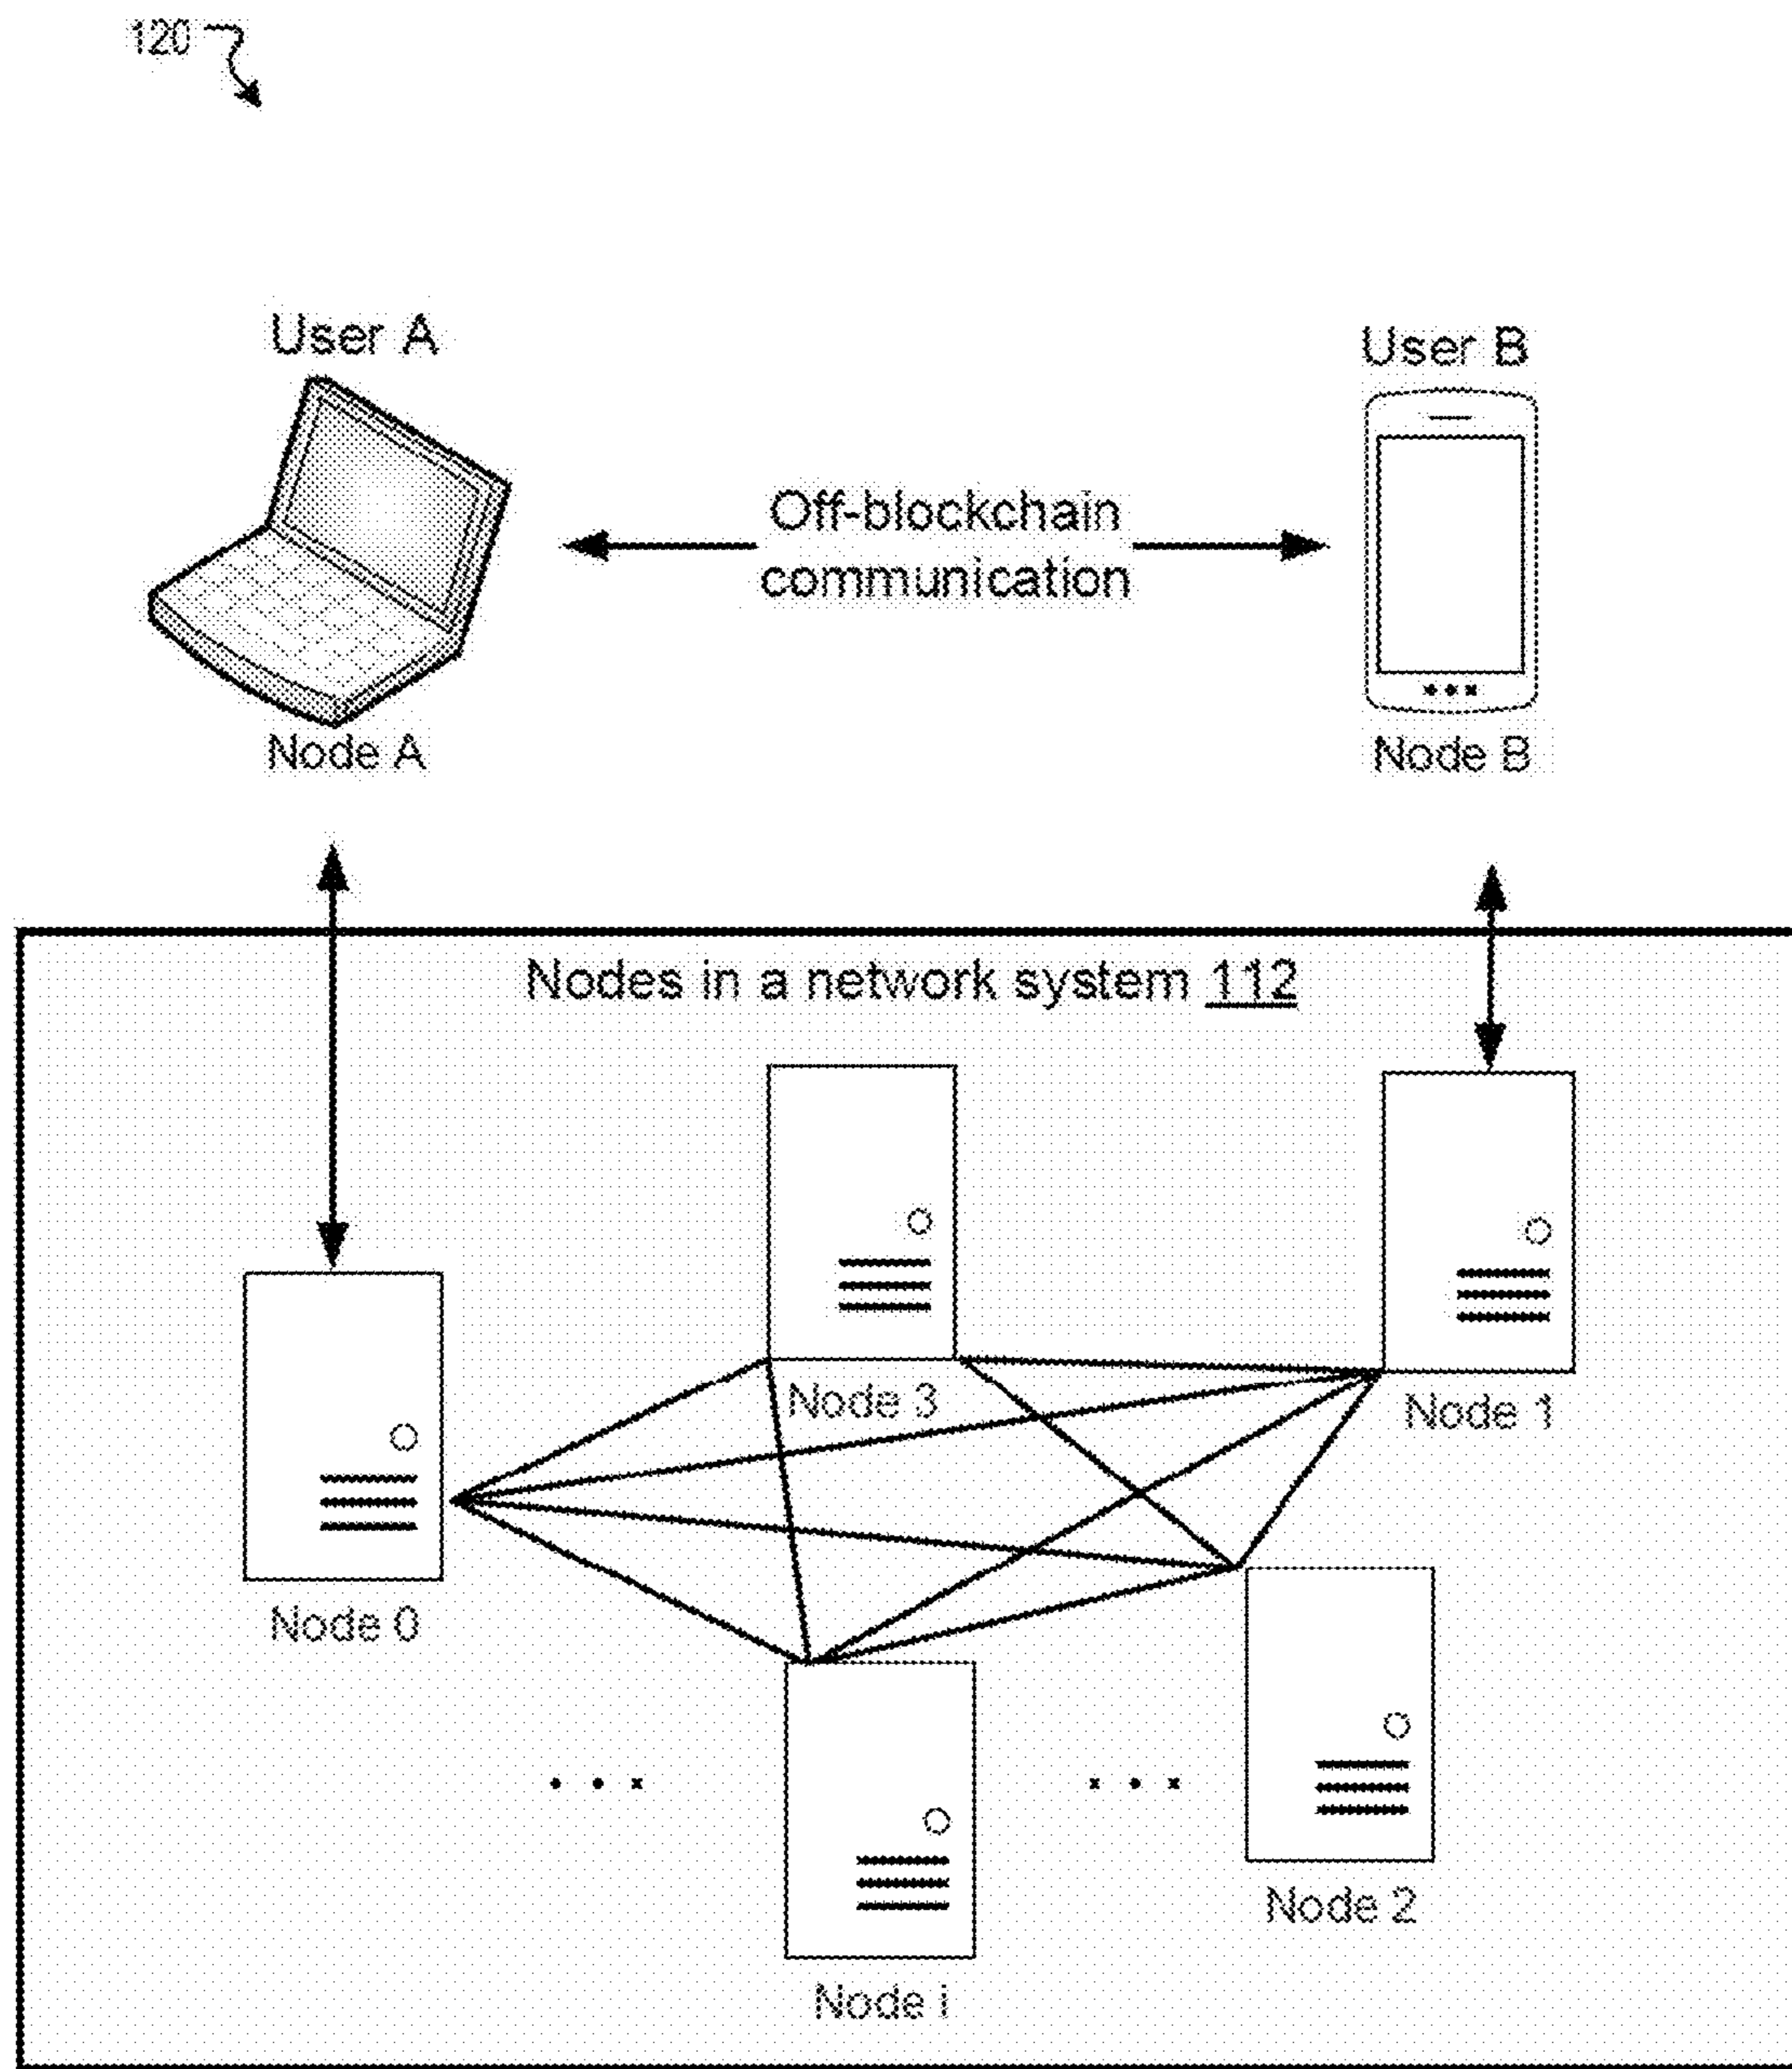 120
User A
User B
Off-blockchain
communication
Node A
Node B
Nodes in a network system 112
Node 3
Node 1
Node 0
Node 2
Node i